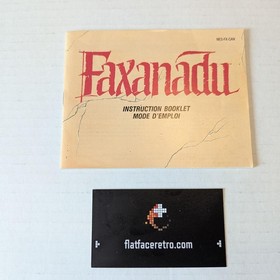 NES-FX-CAN
Faxanadu
INSTRUCTION BOOKLET
MODE D'EMPLOI
flatfaceretro.com